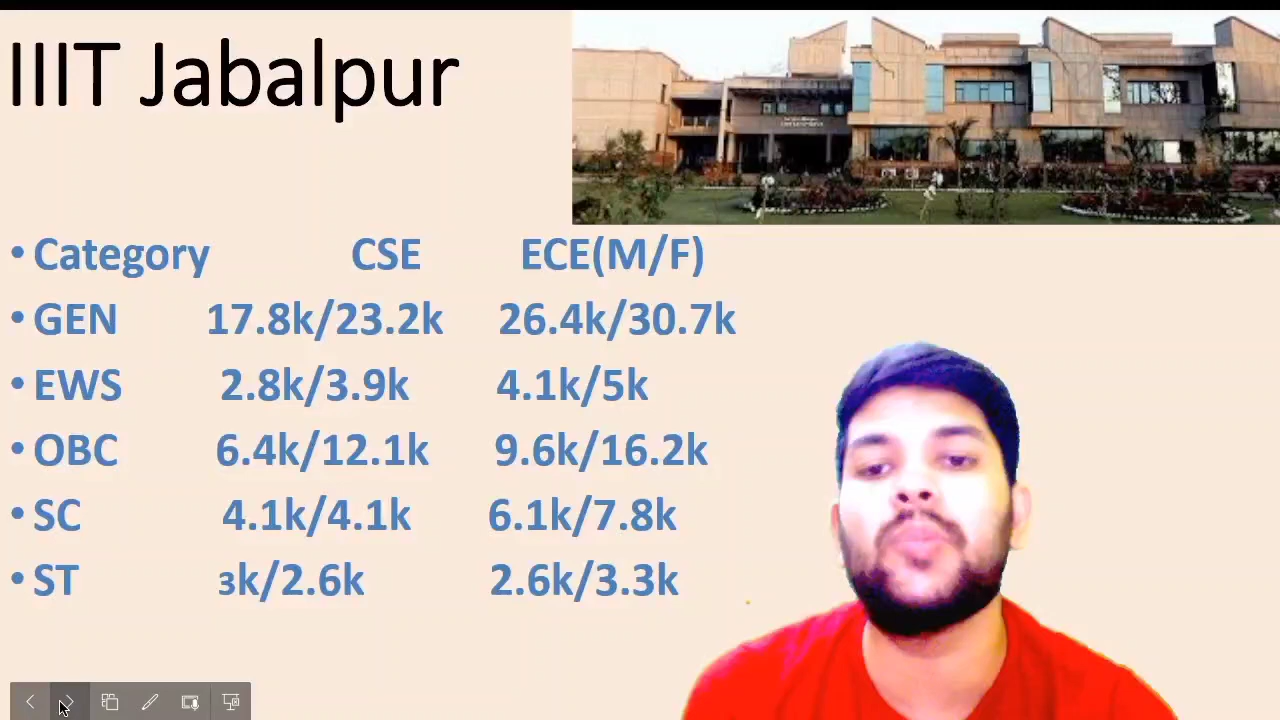 IIIT Jabalpur
• Category CSE ECE(M/F)
• GEN 17.8k/23.2k 26.4k/30.7k
• EWS 2.8k/3.9k 4.1k/5k
• OBC 6.4k/12.1k 9.6k/16.2k
• SC 4.1k/4.1k 6.1k/7.8k
• ST 3k/2.6k 2.6k/3.3k